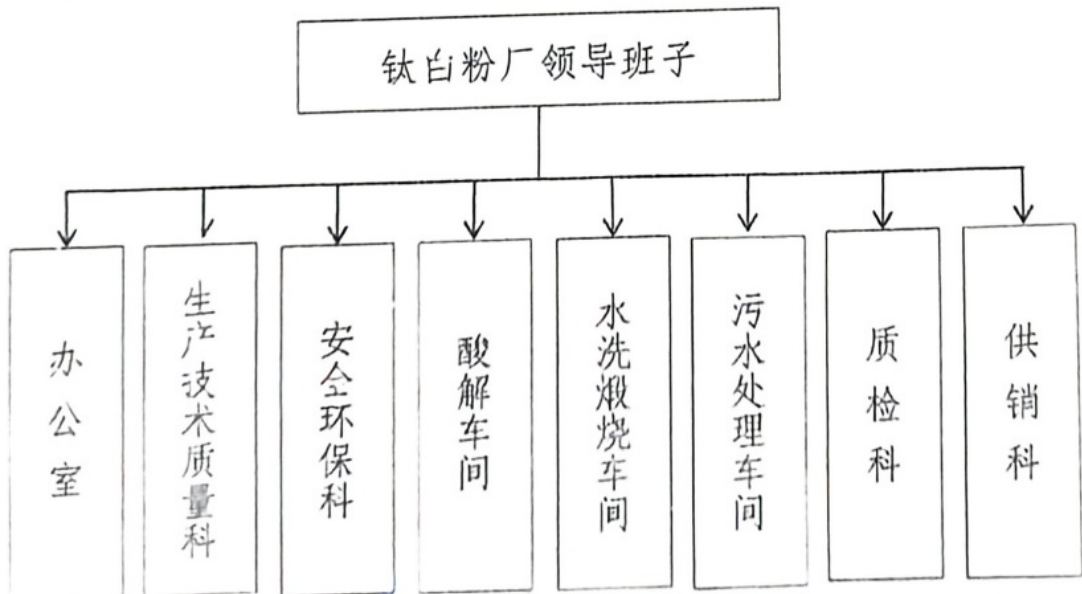 钛白粉厂领导班子
办公室
生产技术质量科
安全环保科
酸解车间
水洗煅烧车间
污水处理车间
质检科
供销科